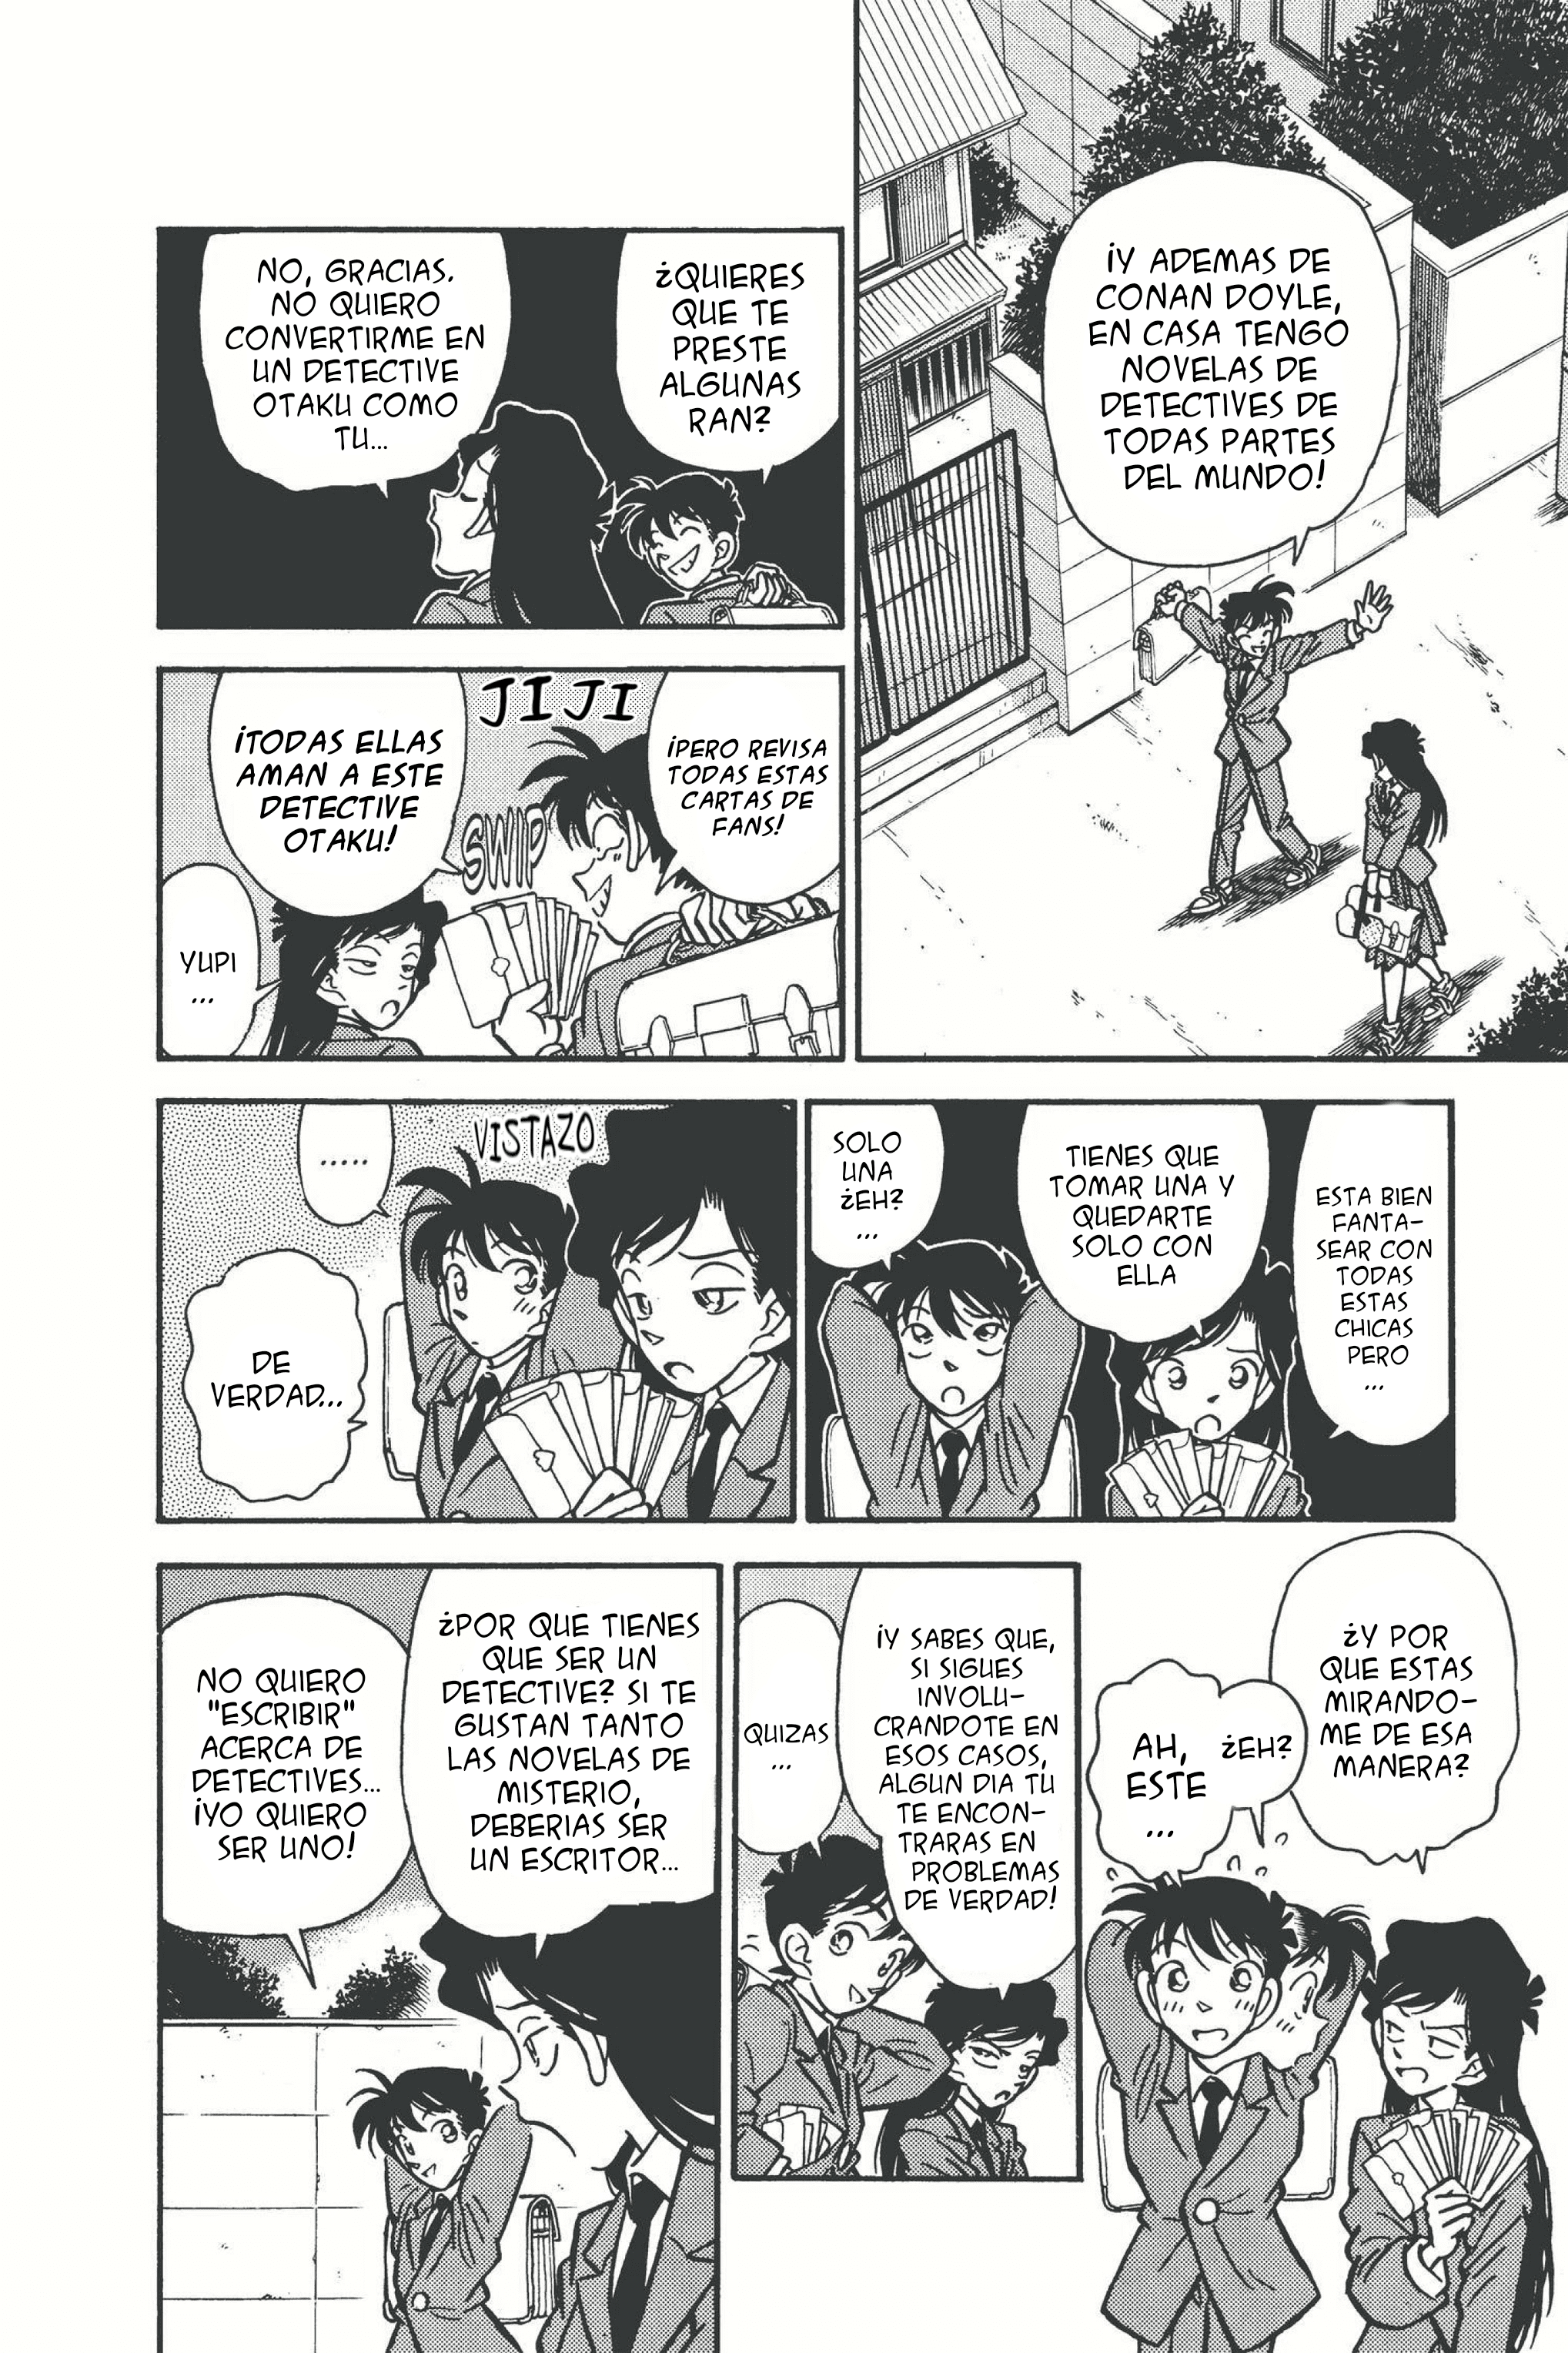 ¡Y ADEMAS DE
CONAN DOYLE,
EN CASA TENGO
NOVELAS DE
DETECTIVES DE
TODAS PARTES
DEL MUNDO!
¿QUIERES
QUE TE
PRESTE
ALGUNAS
RAN?
NO, GRACIAS.
NO QUIERO
CONVERTIRME EN
UN DETECTIVE
OTAKU COMO
TU...
¡PERO REVISA
TODAS ESTAS
CARTAS DE
FANS!
JIJI
SWIP
¡TODAS ELLAS
AMAN A ESTE
DETECTIVE
OTAKU!
YUPI
...
ESTA BIEN
FANTA-
SEAR CON
TODAS
ESTAS
CHICAS
PERO
...
TIENES QUE
TOMAR UNA Y
QUEDARTE
SOLO CON
ELLA
SOLO
UNA
¿EH?
...
VISTAZO
.....
DE
VERDAD...
¿Y POR
QUE ESTAS
MIRANDO-
ME DE ESA
MANERA?
¿EH?
AH,
ESTE
...
¡Y SABES QUE,
SI SIGUES
INVOLU-
CRANDOTE EN
ESOS CASOS,
ALGUN DIA TU
TE ENCON-
TRARAS EN
PROBLEMAS
DE VERDAD!
QUIZAS
...
¿POR QUE TIENES
QUE SER UN
DETECTIVE? SI TE
GUSTAN TANTO
LAS NOVELAS DE
MISTERIO,
DEBERIAS SER
UN ESCRITOR...
NO QUIERO
"ESCRIBIR"
ACERCA DE
DETECTIVES...
¡YO QUIERO
SER UNO!